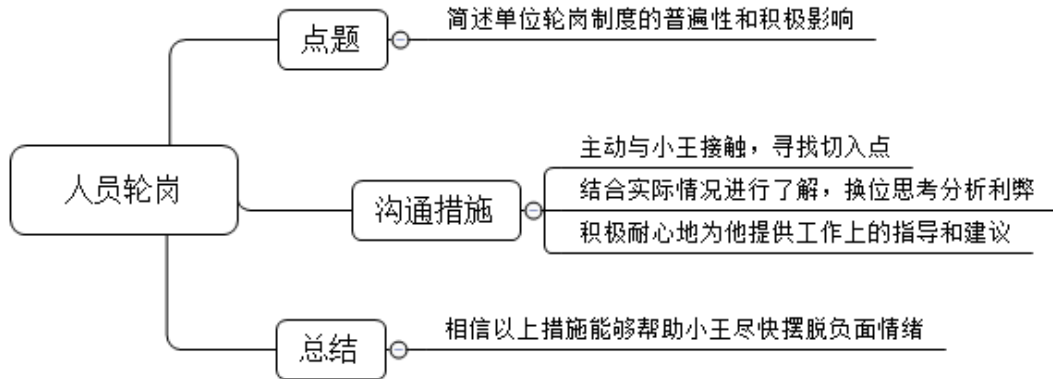 点题
简述单位轮岗制度的普遍性和积极影响
人员轮岗
沟通措施
主动与小王接触，寻找切入点
结合实际情况进行了解，换位思考分析利弊
积极耐心地为他提供工作上的指导和建议
总结
相信以上措施能够帮助小王尽快摆脱负面情绪